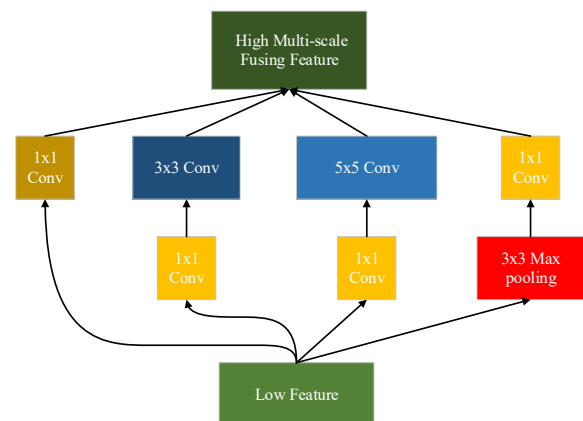 High Multi-scale
Fusing Feature
1x1
Conv
3x3 Conv
5x5 Conv
1x1
Conv
1x1
Conv
1x1
Conv
3x3 Max
pooling
Low Feature